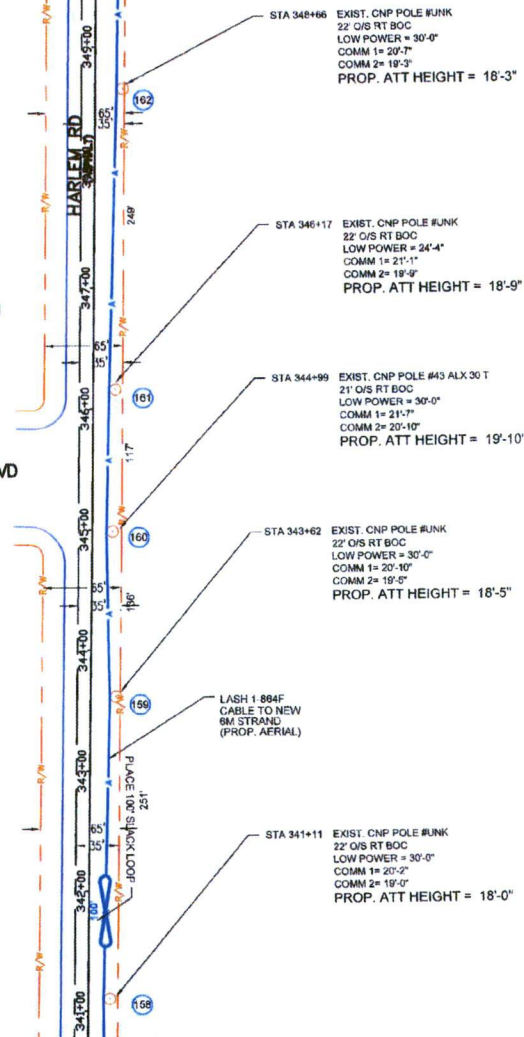 STA 348+66 EXIST. CNP POLE #UNK
22' O/S RT BOC
LOW POWER = 30'-0"
COMM 1= 20'-7"
COMM 2= 19'-3"
PROP. ATT HEIGHT = 18'-3"
162
STA 346+17 EXIST. CNP POLE #UNK
22' O/S RT BOC
LOW POWER = 24'-4"
COMM 1= 21'-1"
COMM 2= 19'-9"
PROP. ATT HEIGHT = 18'-9"
161
STA 344+99 EXIST. CNP POLE #43 ALX 30 T
21' O/S RT BOC
LOW POWER = 30'-0"
COMM 1= 21'-7"
COMM 2= 20'-10"
PROP. ATT HEIGHT = 19'-10"
160
STA 343+62 EXIST. CNP POLE #UNK
22' O/S RT BOC
LOW POWER = 30'-0"
COMM 1= 20'-10"
COMM 2= 19'-5"
PROP. ATT HEIGHT = 18'-5"
159
LASH 1-864F
CABLE TO NEW
6M STRAND
(PROP. AERIAL)
STA 341+11 EXIST. CNP POLE #UNK
22' O/S RT BOC
LOW POWER = 30'-0"
COMM 1= 20'-2"
COMM 2= 19'-0"
PROP. ATT HEIGHT = 18'-0"
158
HARLEM RD
349+00
347+00
346+00
345+00
344+00
343+00
342+00
341+00
249'
117'
136'
251'
PLACE 100' SLACK LOOP
100'
65'
65'
35'
65'
35'
65'
35'
VD
R/W
R/W
R/W
R/W
R/W
R/W
R/W
R/W
R/W
R/W
A
A
A
A
A